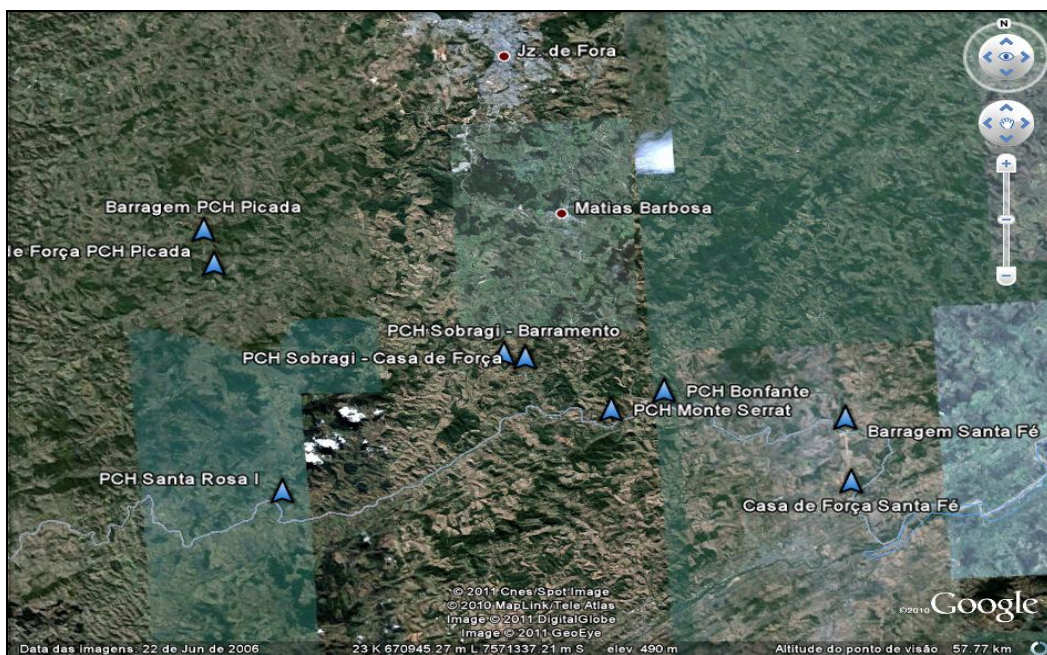 N
Jz. de Fora
Barragem PCH Picada
Matias Barbosa
de Força PCH Picada
PCH Sobragi - Barramento
PCH Sobragi - Casa de Força
PCH Bonfante
PCH Monte Serrat
Barragem Santa Fé
PCH Santa Rosa I
Casa de Força Santa Fé
© 2011 Cnes/Spot Image
© 2010 MapLink/Tele Atlas
Image © 2011 DigitalGlobe
Image © 2011 GeoEye
©2010 Google
Data das imagens: 22 de Jun de 2006 23 K 670945.27 m L 7571337.21 m S elev 490 m Altitude do ponto de visão 57.77 km